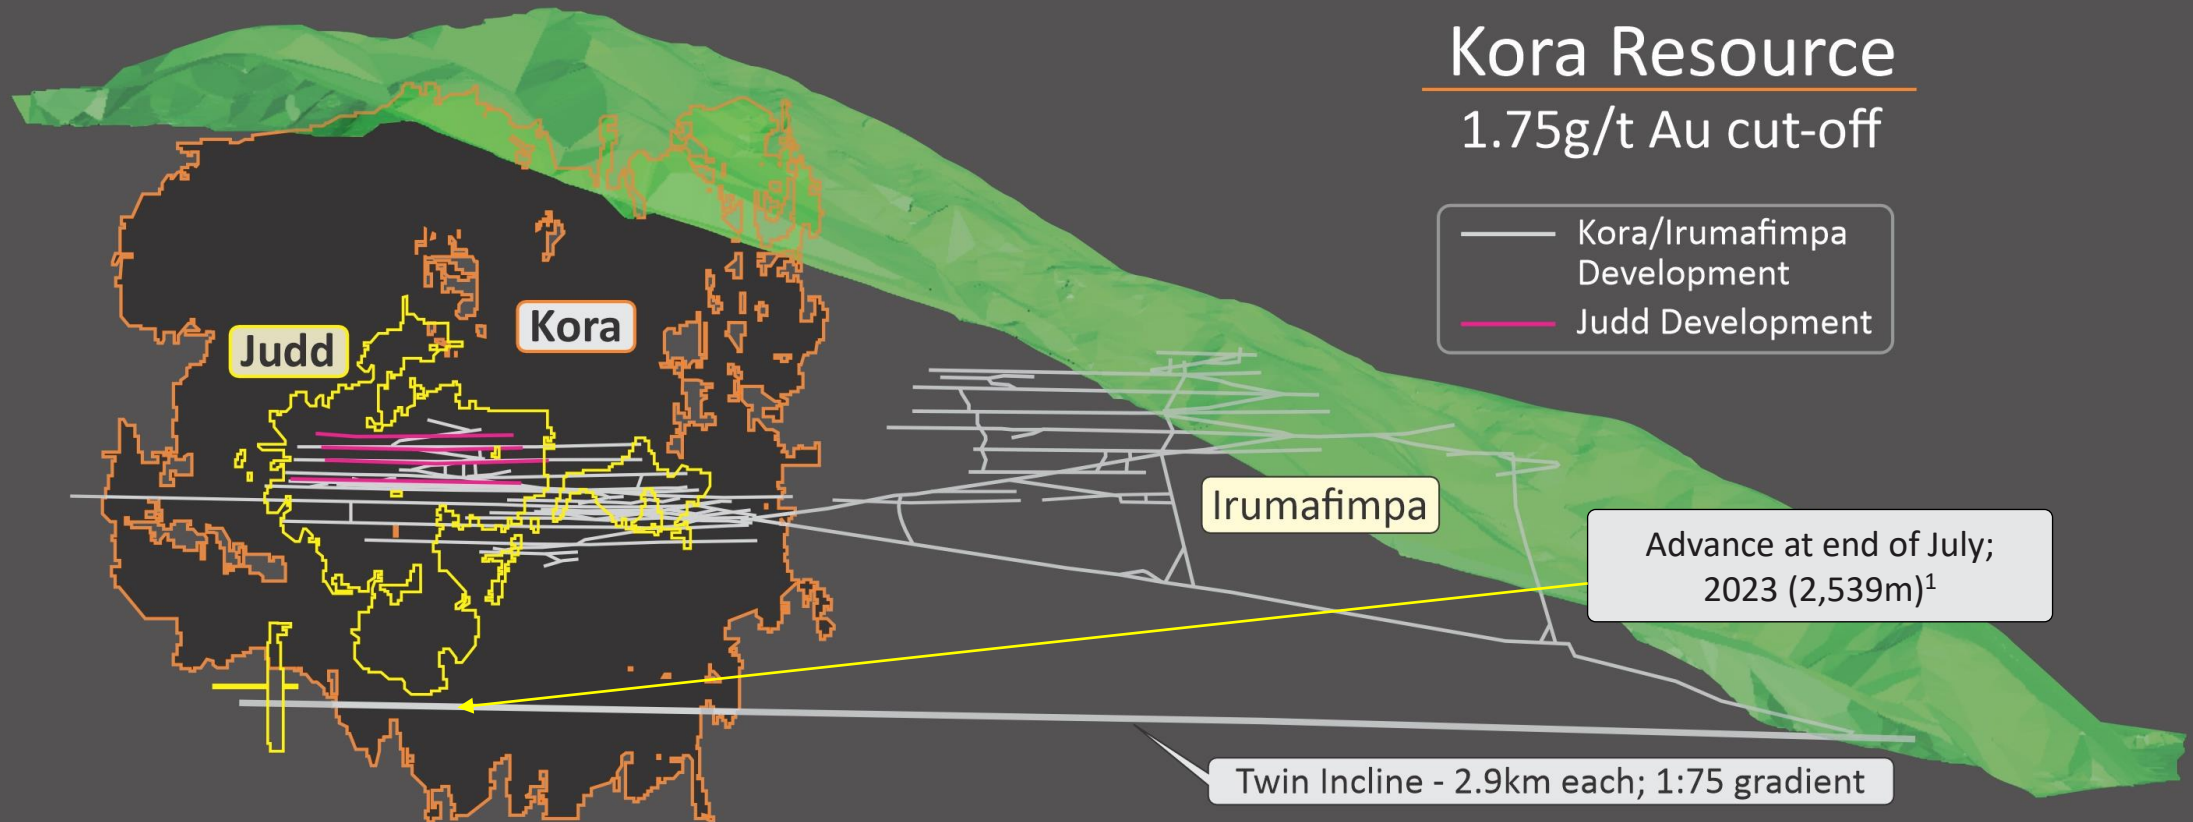 Kora Resource
1.75g/t Au cut-off
Kora/Irumafimpa
Development
Judd Development
Kora
Judd
Irumafimpa
Advance at end of July;
2023 (2,539m)¹
Twin Incline - 2.9km each; 1:75 gradient